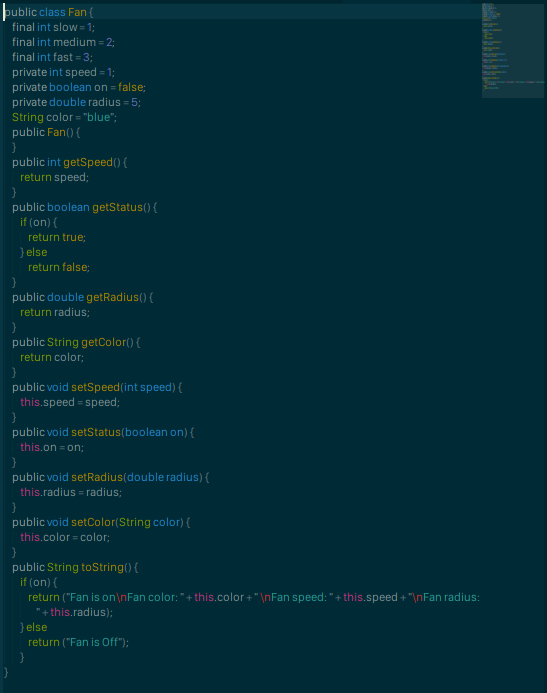 public class Fan {
final int slow = 1;
final int medium = 2;
final int fast = 3;
private int speed = 1;
private boolean on = false;
private double radius = 5;
String color = "blue";
public Fan() {
}
public int getSpeed() {
return speed;
}
public boolean getStatus() {
if (on) {
return true;
} else
return false;
}
public double getRadius() {
return radius;
}
public String getColor() {
return color;
}
public void setSpeed(int speed) {
this.speed = speed;
}
public void setStatus(boolean on) {
this.on = on;
}
public void setRadius(double radius) {
this.radius = radius;
}
public void setColor(String color) {
this.color = color;
}
public String toString() {
if (on) {
return ("Fan is on\nFan color: " + this.color + " \nFan speed: " + this.speed + "\nFan radius:
" + this.radius);
} else
return ("Fan is Off");
}
}